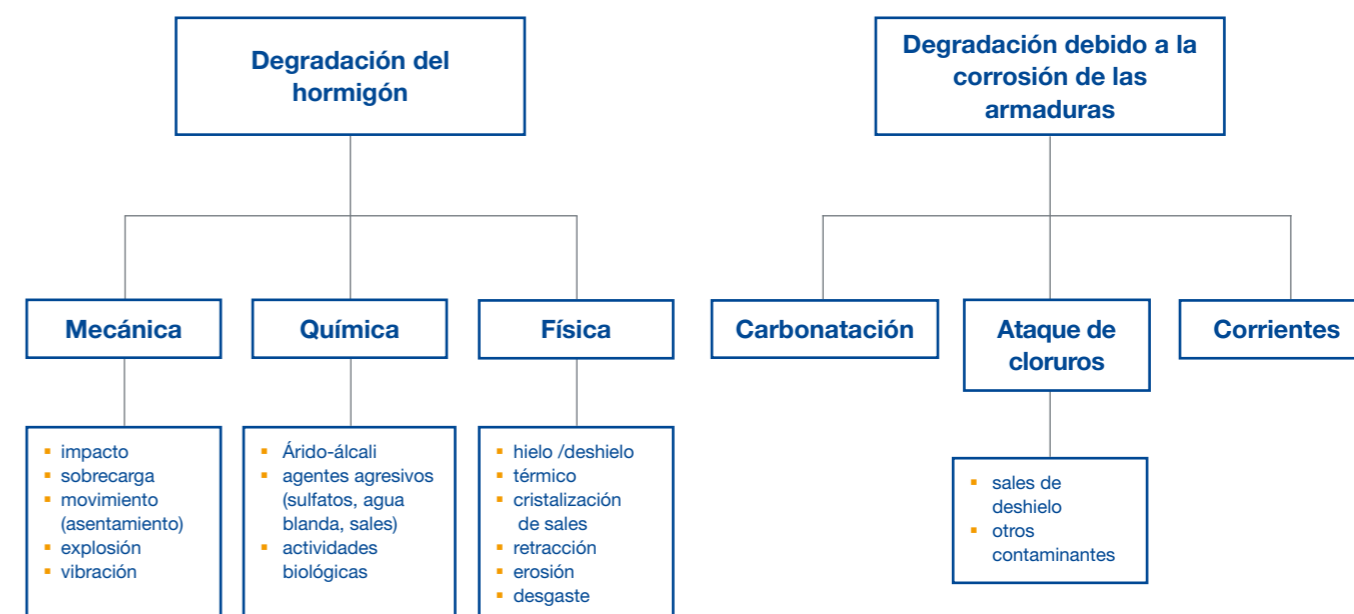 Degradación del
hormigón
Mecánica
Química
Física
impacto
sobrecarga
movimiento
(asentamiento)
explosión
vibración
Árido-álcali
agentes agresivos
(sulfatos, agua
blanda, sales)
actividades
biológicas
hielo /deshielo
térmico
cristalización
de sales
retracción
erosión
desgaste
Degradación debido a la
corrosión de las
armaduras
Carbonatación
Ataque de
cloruros
Corrientes
sales de
deshielo
otros
contaminantes